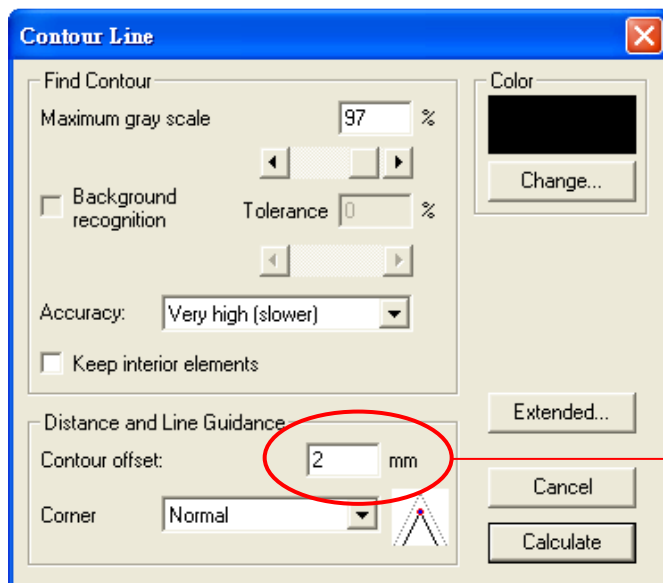 Contour Line
Find Contour
Maximum gray scale 97 %
Background recognition
Tolerance 0 %
Accuracy: Very high (slower)
Keep interior elements
Color
Change...
Distance and Line Guidance
Contour offset: 2 mm
Corner Normal
Extended...
Cancel
Calculate